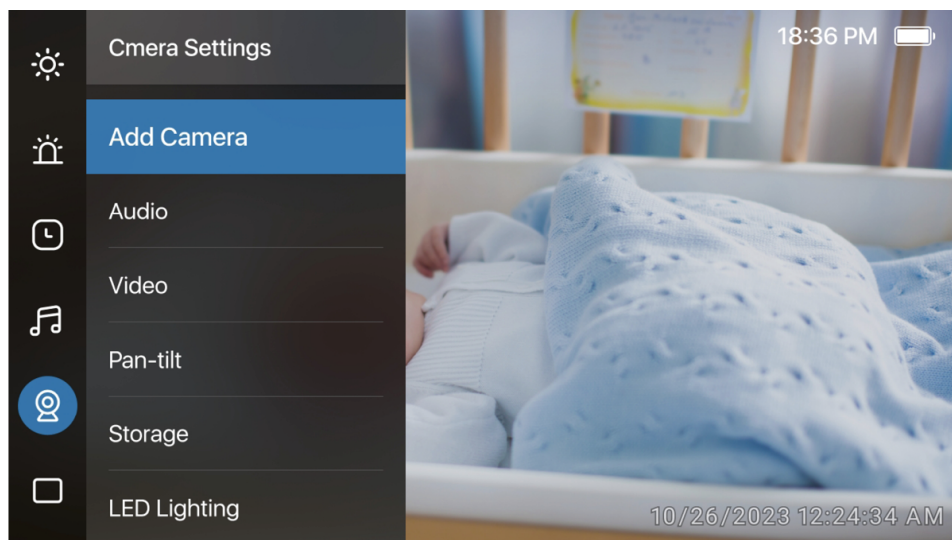 Cmera Settings
18:36 PM
Add Camera
Audio
Video
Pan-tilt
Storage
LED Lighting
10/26/2023 12:24:34 AM